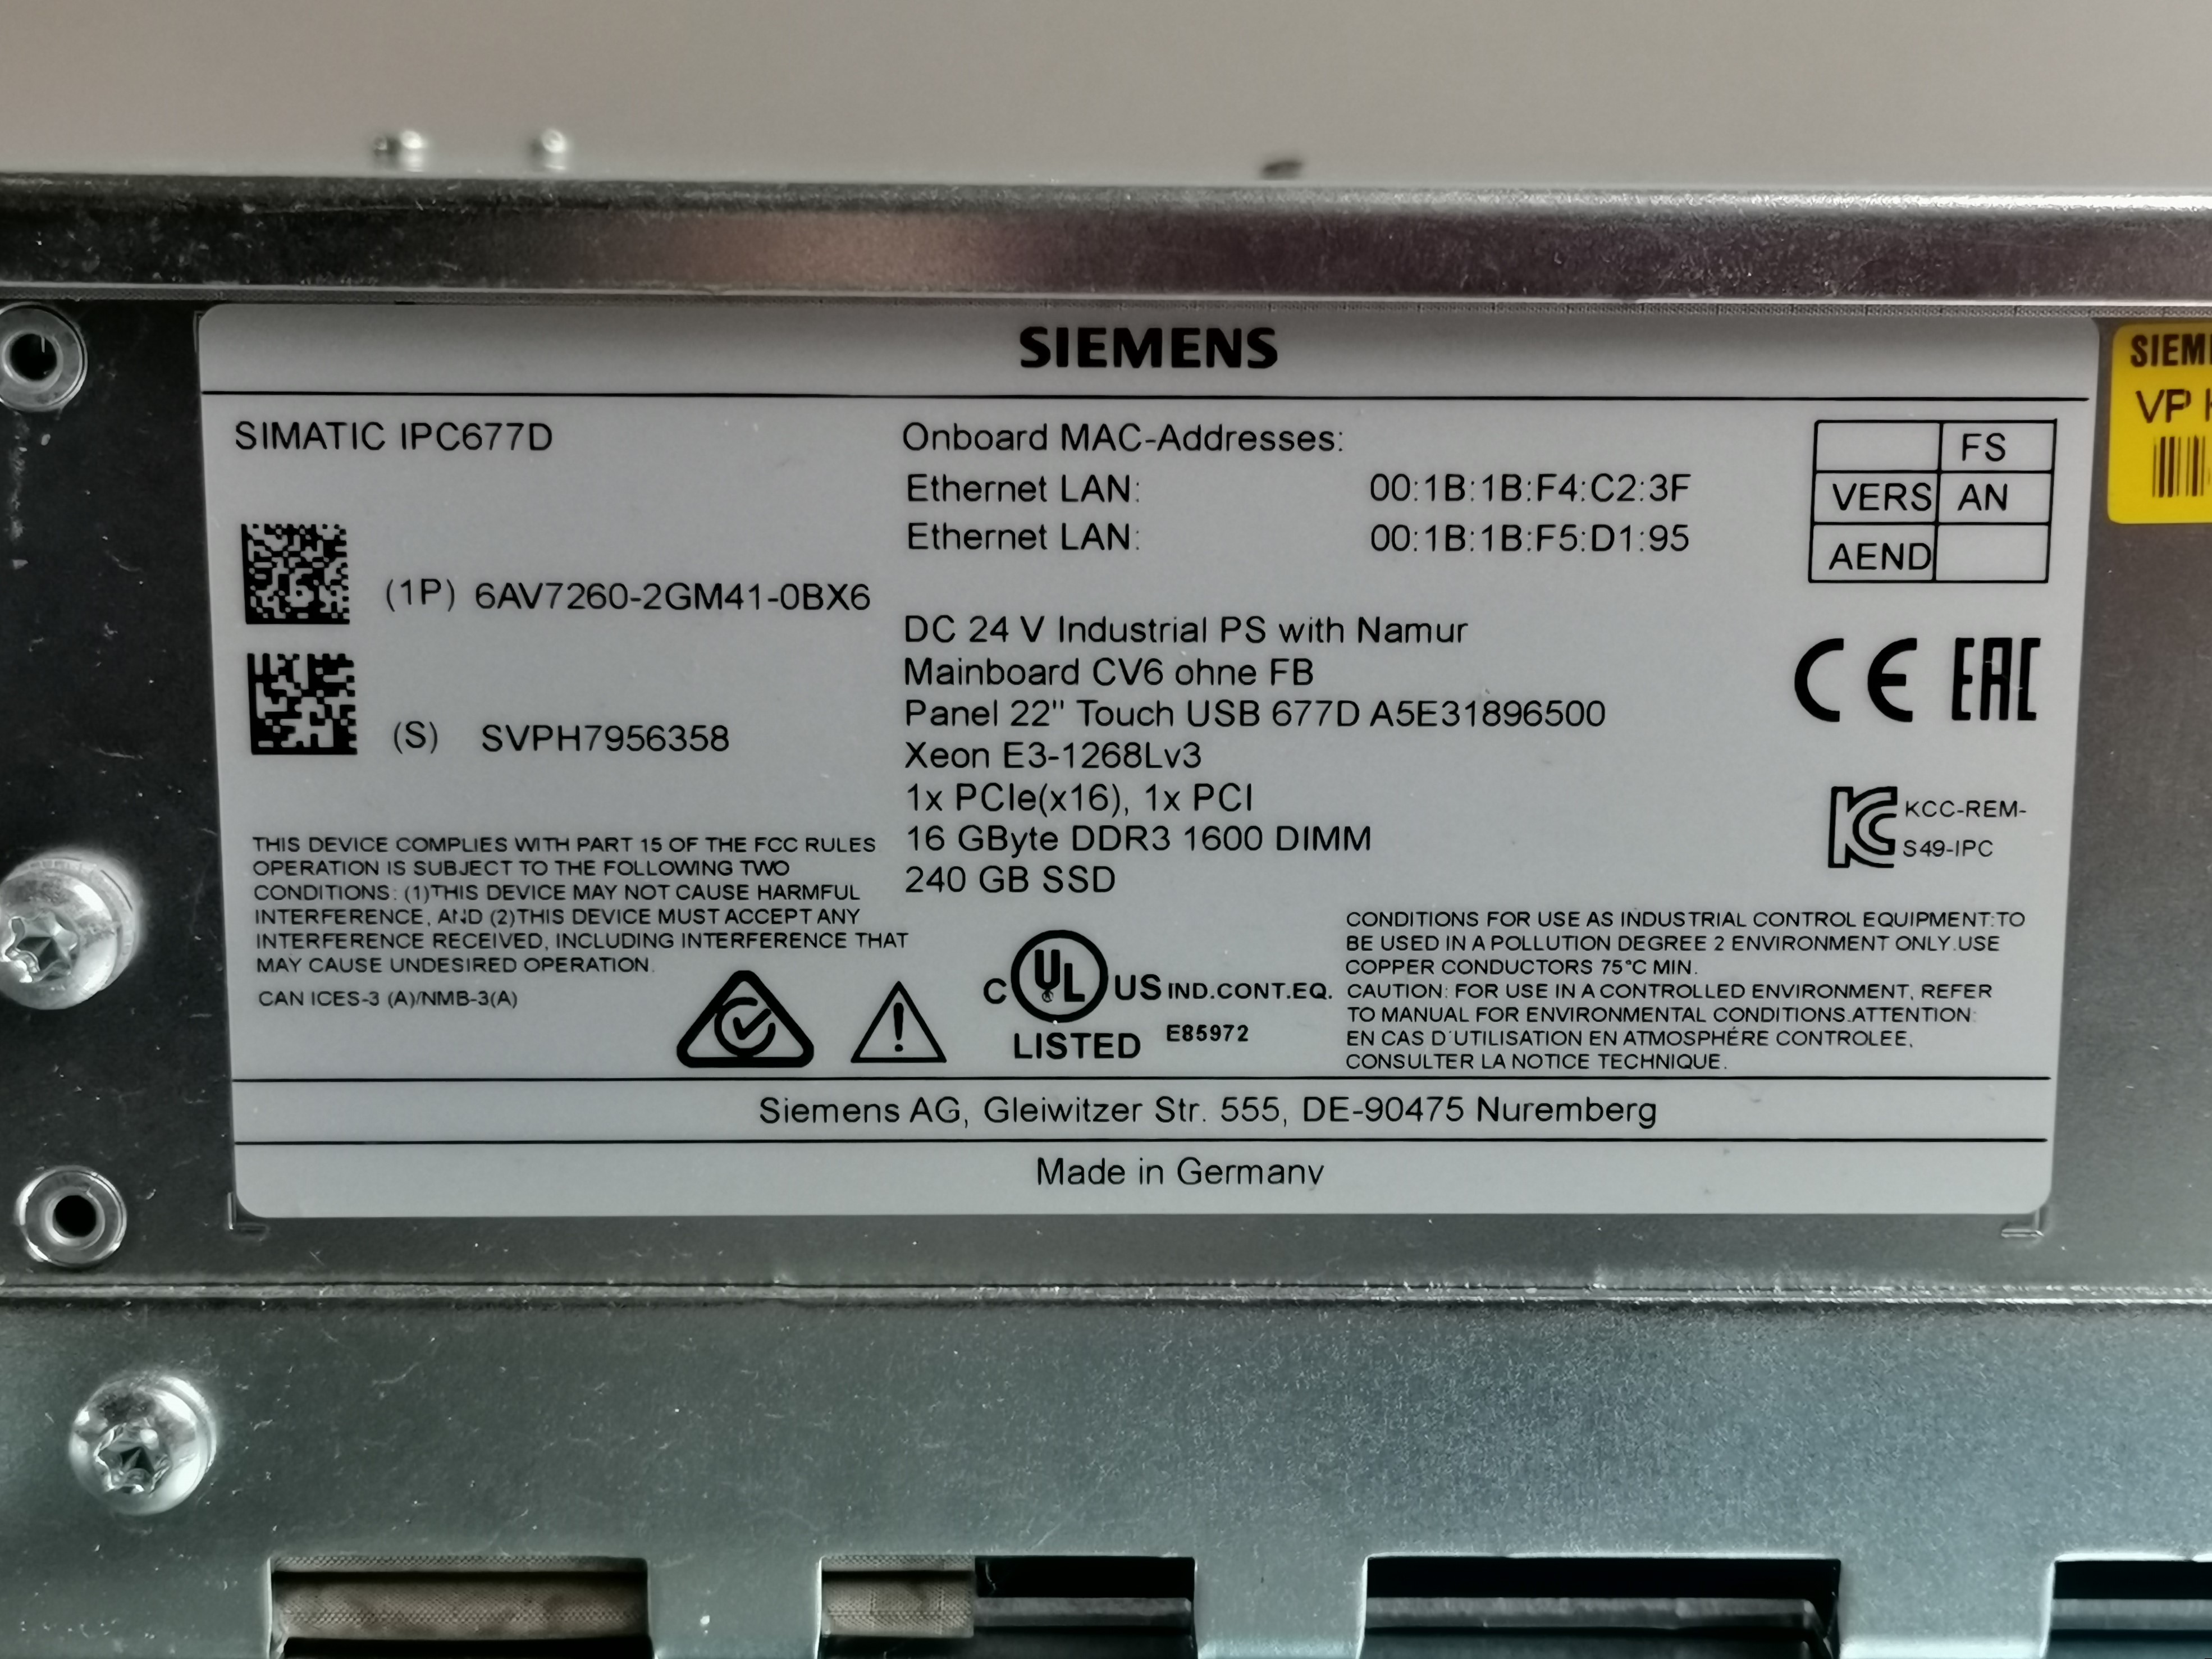 SIEMENS
SIMATIC IPC677D
(1P) 6AV7260-2GM41-0BX6
(S) SVPH7956358
THIS DEVICE COMPLIES WITH PART 15 OF THE FCC RULES
OPERATION IS SUBJECT TO THE FOLLOWING TWO
CONDITIONS: (1)THIS DEVICE MAY NOT CAUSE HARMFUL
INTERFERENCE, AND (2)THIS DEVICE MUST ACCEPT ANY
INTERFERENCE RECEIVED, INCLUDING INTERFERENCE THAT
MAY CAUSE UNDESIRED OPERATION.
CAN ICES-3 (A)/NMB-3(A)
Onboard MAC-Addresses:
Ethernet LAN: 00:1B:1B:F4:C2:3F
Ethernet LAN: 00:1B:1B:F5:D1:95
DC 24 V Industrial PS with Namur
Mainboard CV6 ohne FB
Panel 22" Touch USB 677D A5E31896500
Xeon E3-1268Lv3
1x PCIe(x16), 1x PCI
16 GByte DDR3 1600 DIMM
240 GB SSD
FS
VERS AN
AEND
CE EAC
KCC-REM-
S49-IPC
C UL US IND.CONT.EQ.
LISTED E85972
CONDITIONS FOR USE AS INDUSTRIAL CONTROL EQUIPMENT:TO
BE USED IN A POLLUTION DEGREE 2 ENVIRONMENT ONLY.USE
COPPER CONDUCTORS 75°C MIN.
CAUTION: FOR USE IN A CONTROLLED ENVIRONMENT, REFER
TO MANUAL FOR ENVIRONMENTAL CONDITIONS.ATTENTION:
EN CAS D'UTILISATION EN ATMOSPHÉRE CONTROLEE,
CONSULTER LA NOTICE TECHNIQUE.
Siemens AG, Gleiwitzer Str. 555, DE-90475 Nuremberg
Made in Germany
VP